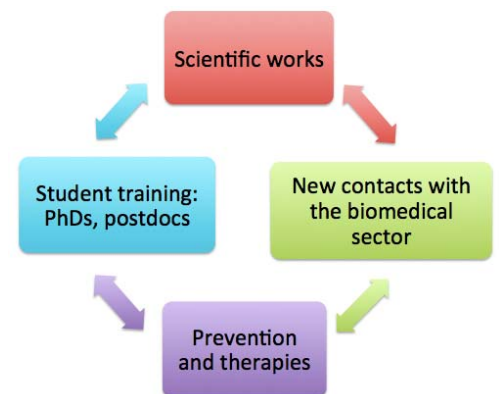 Scientific works
Student training:
PhDs, postdocs
New contacts with
the biomedical
sector
Prevention
and therapies